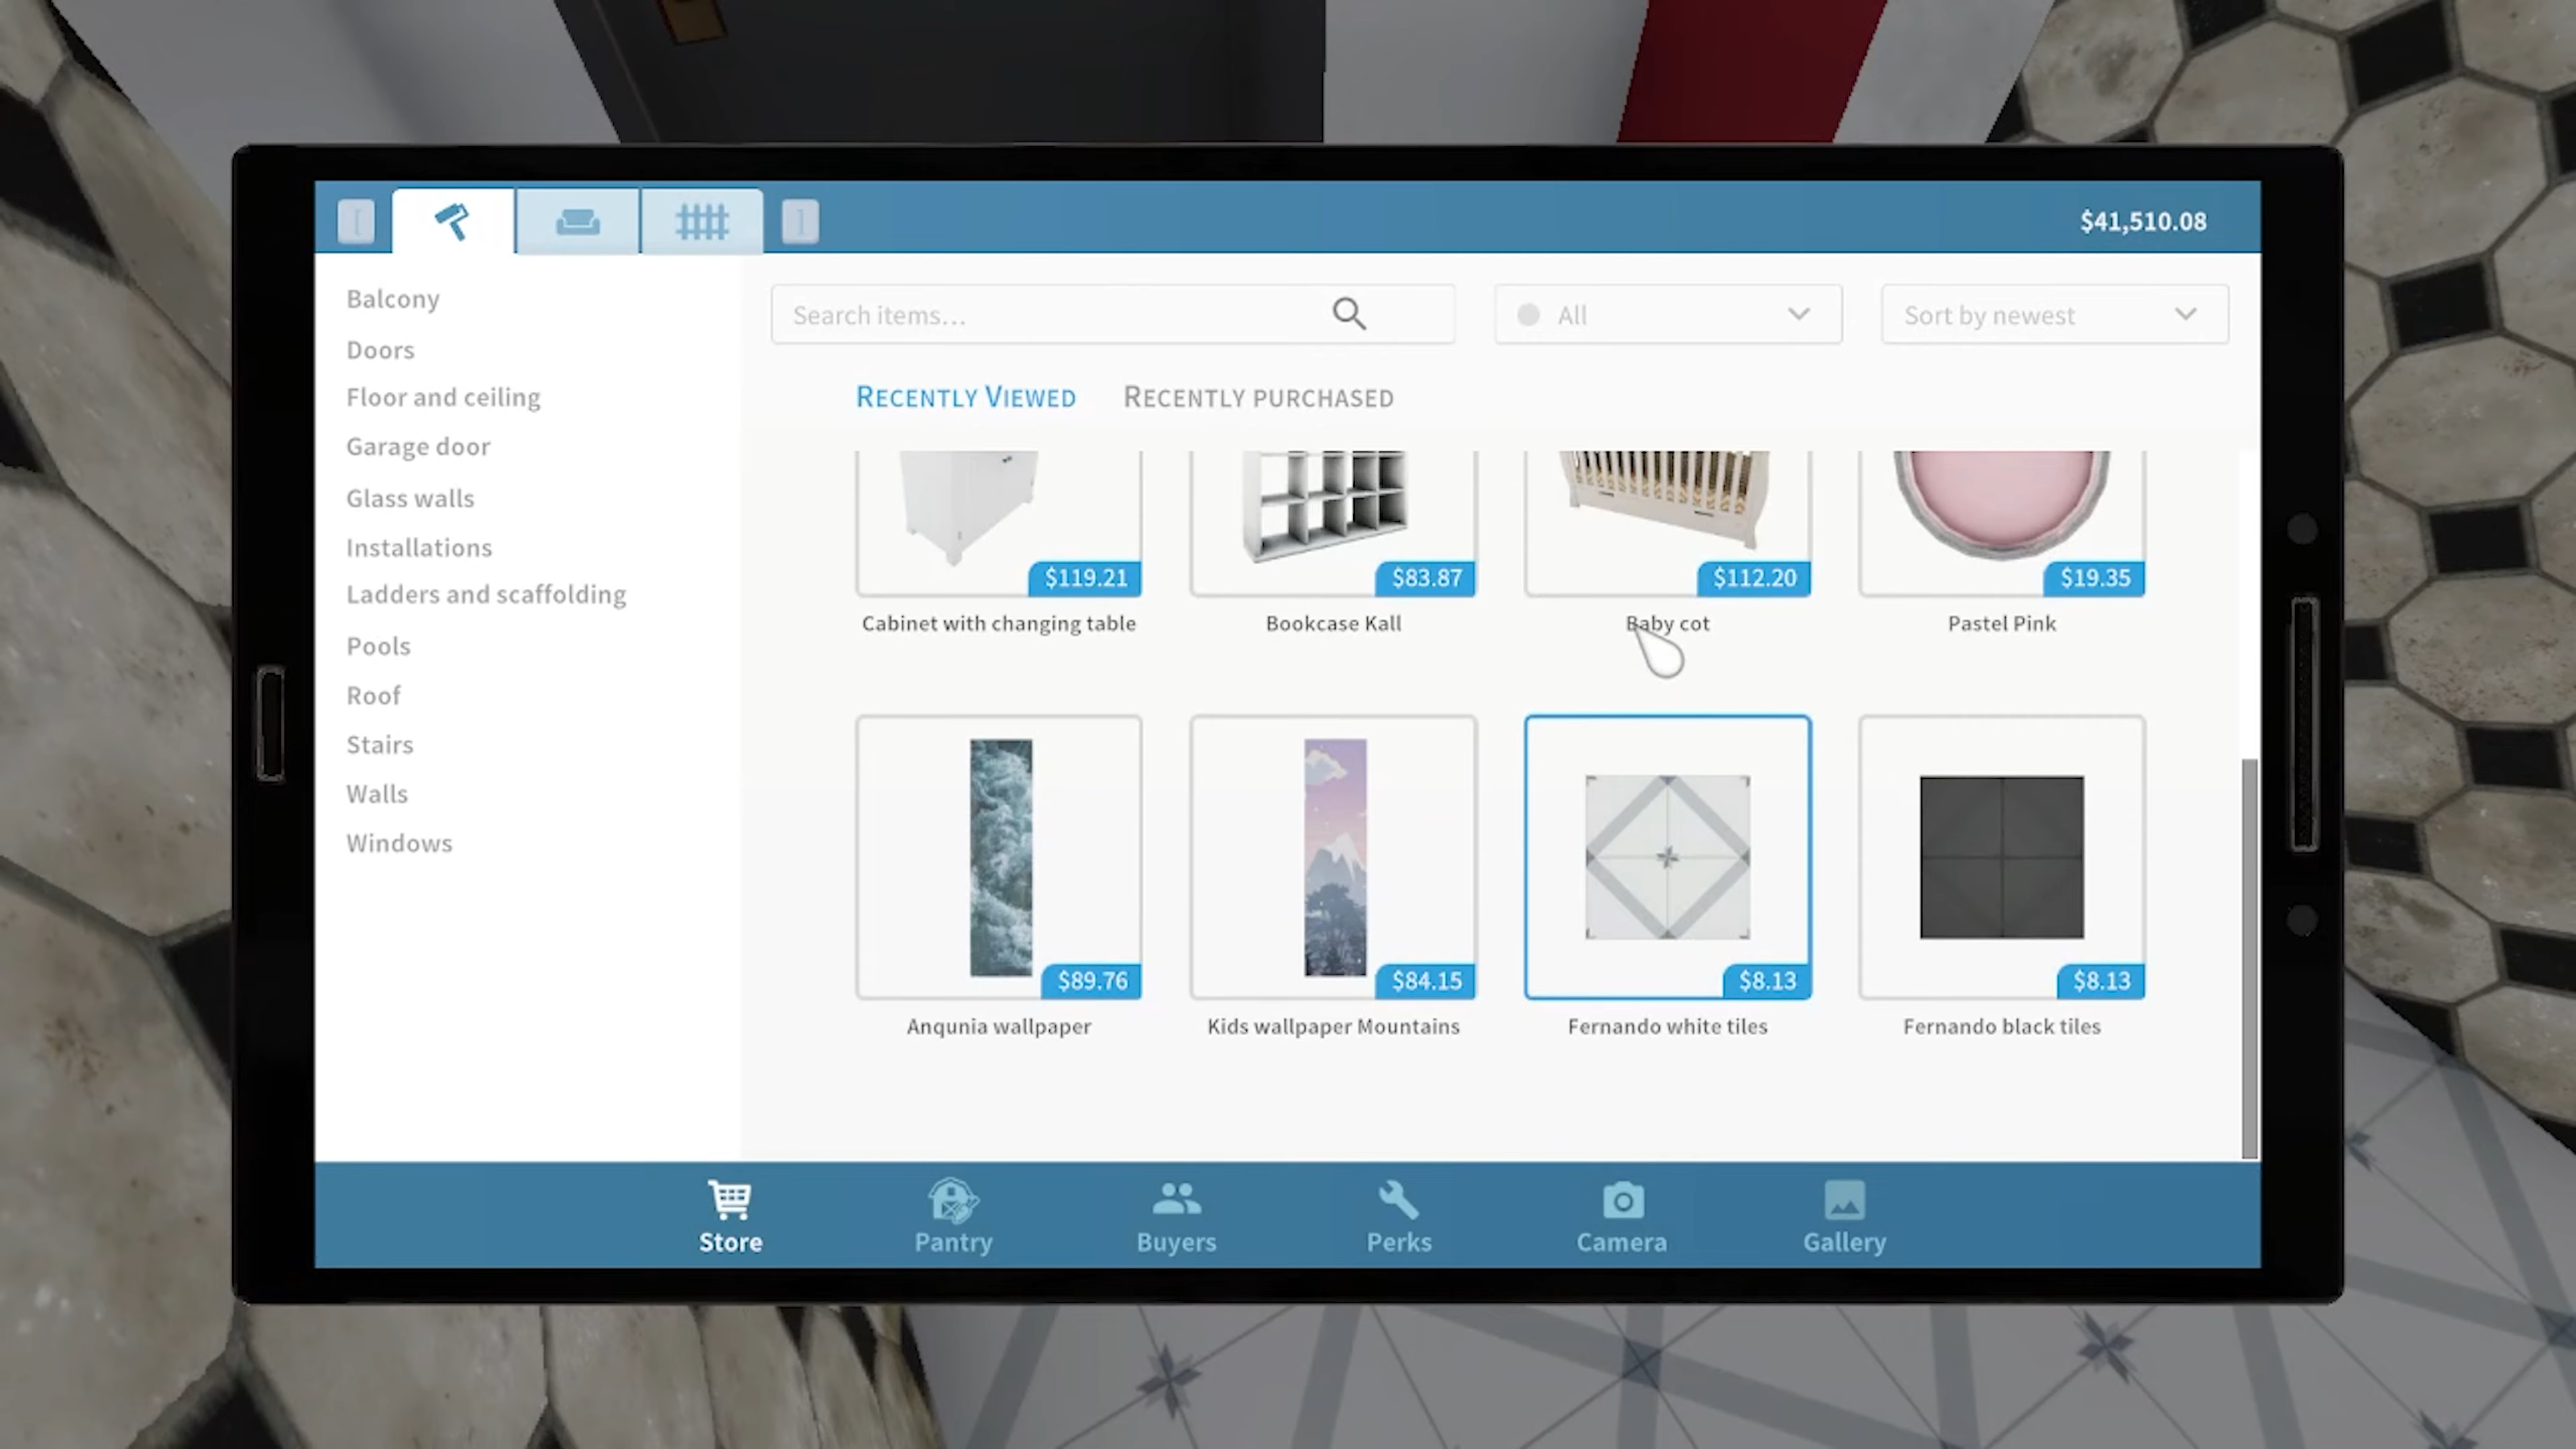 $41,510.08
Balcony
Doors
Floor and ceiling
Garage door
Glass walls
Installations
Ladders and scaffolding
Pools
Roof
Stairs
Walls
Windows
Search items...
All
Sort by newest
RECENTLY VIEWED
RECENTLY PURCHASED
$119.21
$83.87
$112.20
$19.35
Cabinet with changing table
Bookcase Kall
Baby cot
Pastel Pink
$89.76
$84.15
$8.13
$8.13
Anqunia wallpaper
Kids wallpaper Mountains
Fernando white tiles
Fernando black tiles
Store
Pantry
Buyers
Perks
Camera
Gallery